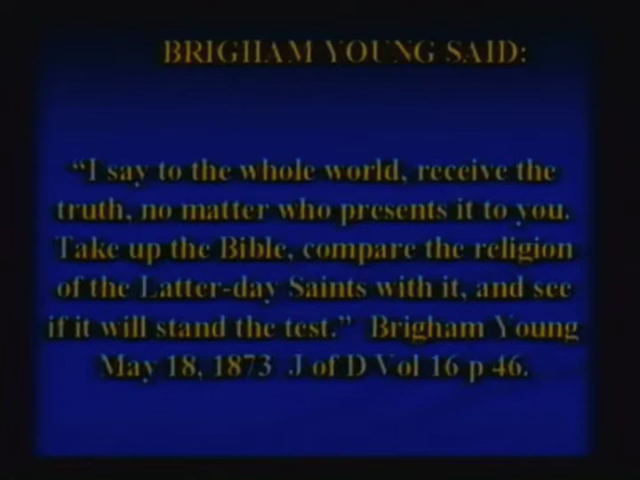 BRIGHAM YOUNG SAID:
“I say to the whole world, receive the
truth, no matter who presents it to you.
Take up the Bible, compare the religion
of the Latter-day Saints with it, and see
if it will stand the test.” Brigham Young
May 18, 1873 J of D Vol 16 p 46.